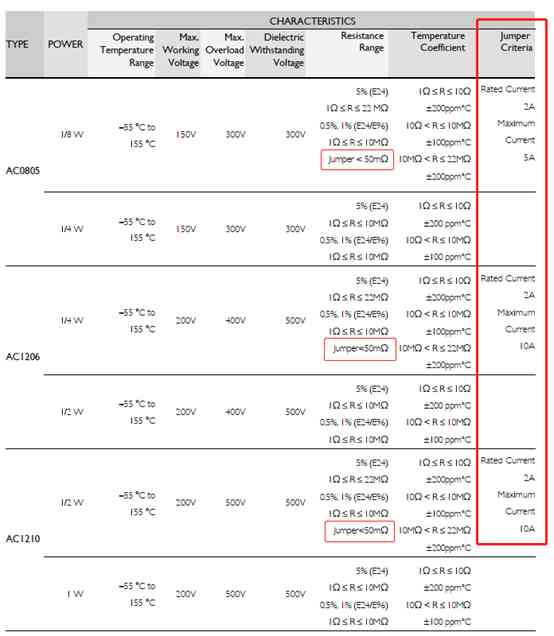 CHARACTERISTICS
TYPE POWER Operating Temperature Range Max. Working Voltage Max. Overload Voltage Dielectric Withstanding Voltage Resistance Range Temperature Coefficient Jumper Criteria
AC0805
1/8 W –55 °C to 155 °C 150V 300V 300V
5% (E24) 1Ω ≤ R ≤ 10Ω Rated Current
1Ω ≤ R ≤ 22 MΩ ±200ppm°C 2A
0.5%, 1% (E24/E96) 10Ω < R ≤ 10MΩ Maximum
1Ω ≤ R ≤ 10MΩ ±100ppm°C Current
Jumper < 50mΩ 10MΩ < R ≤ 22MΩ 5A
±200ppm°C
1/4 W –55 °C to 155 °C 150V 300V 300V
5% (E24) 1Ω ≤ R ≤ 10Ω
1Ω ≤ R ≤ 10MΩ ±200 ppm°C
0.5%, 1% (E24/E96) 10Ω < R ≤ 10MΩ
1Ω ≤ R ≤ 10MΩ ±100 ppm°C
AC1206
1/4 W –55 °C to 155 °C 200V 400V 500V
5% (E24) 1Ω ≤ R ≤ 10Ω Rated Current
1Ω ≤ R ≤ 22MΩ ±200ppm°C 2A
0.5%, 1% (E24/E96) 10Ω < R ≤ 10MΩ Maximum
1Ω ≤ R ≤ 10MΩ ±100ppm°C Current
Jumper<50mΩ 10MΩ < R ≤ 22MΩ 10A
±200ppm°C
1/2 W –55 °C to 155 °C 200V 400V 500V
5% (E24) 1Ω ≤ R ≤ 10Ω
1Ω ≤ R ≤ 10MΩ ±200 ppm°C
0.5%, 1% (E24/E96) 10Ω < R ≤ 10MΩ
1Ω ≤ R ≤ 10MΩ ±100 ppm°C
AC1210
1/2 W –55 °C to 155 °C 200V 500V 500V
5% (E24) 1Ω ≤ R ≤ 10Ω Rated Current
1Ω ≤ R ≤ 22MΩ ±200ppm°C 2A
0.5%, 1% (E24/E96) 10Ω < R ≤ 10MΩ Maximum
1Ω ≤ R ≤ 10MΩ ±100ppm°C Current
Jumper<50mΩ 10MΩ < R ≤ 22MΩ 10A
±200ppm°C
1 W –55 °C to 155 °C 200V 500V 500V
5% (E24) 1Ω ≤ R ≤ 10Ω
1Ω ≤ R ≤ 10MΩ ±200 ppm°C
0.5%, 1% (E24/E96) 10Ω < R ≤ 10MΩ
1Ω ≤ R ≤ 10MΩ ±100 ppm°C